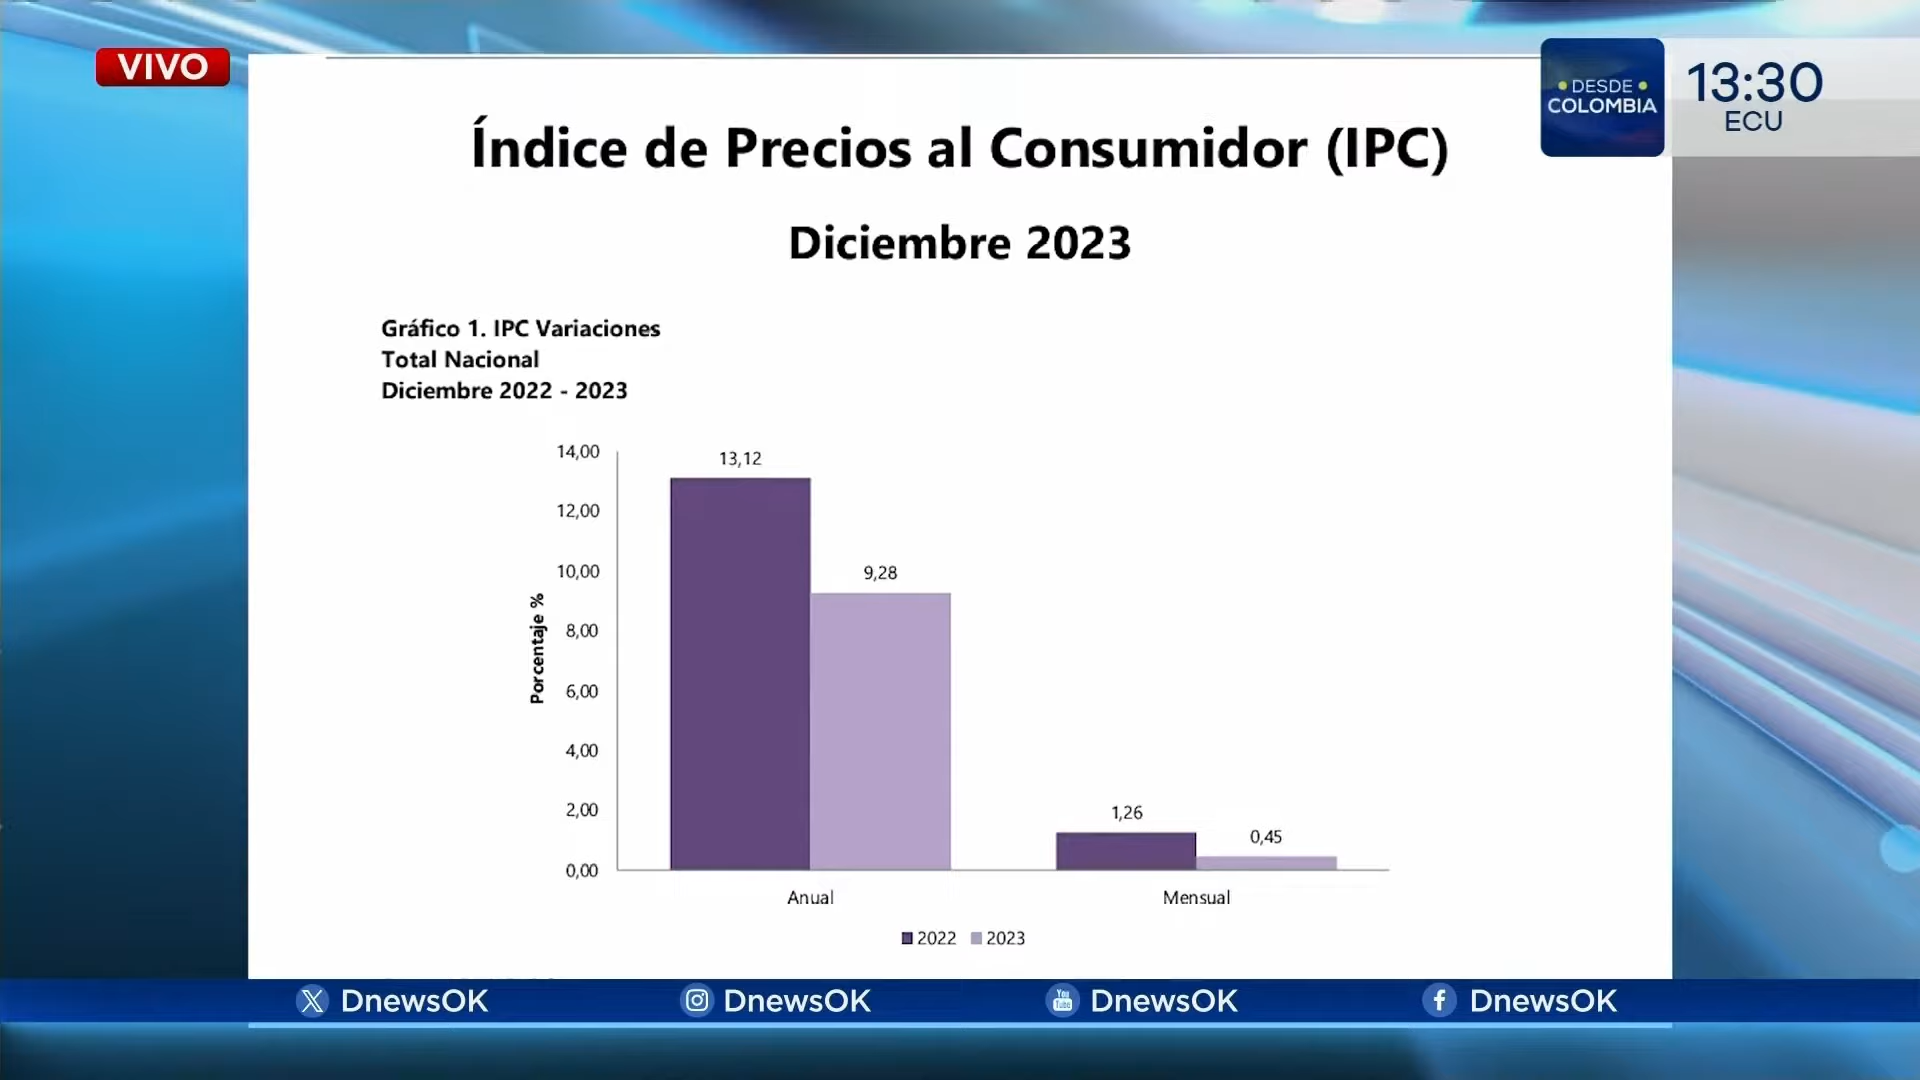 VIVO
DESDE
COLOMBIA
13:30
ECU
Índice de Precios al Consumidor (IPC)
Diciembre 2023
Gráfico 1. IPC Variaciones
Total Nacional
Diciembre 2022 - 2023
Porcentaje %
14,00
12,00
10,00
8,00
6,00
4,00
2,00
0,00
13,12
9,28
1,26
0,45
Anual
Mensual
2022
2023
DnewsOK
DnewsOK
You
Tube
DnewsOK
DnewsOK